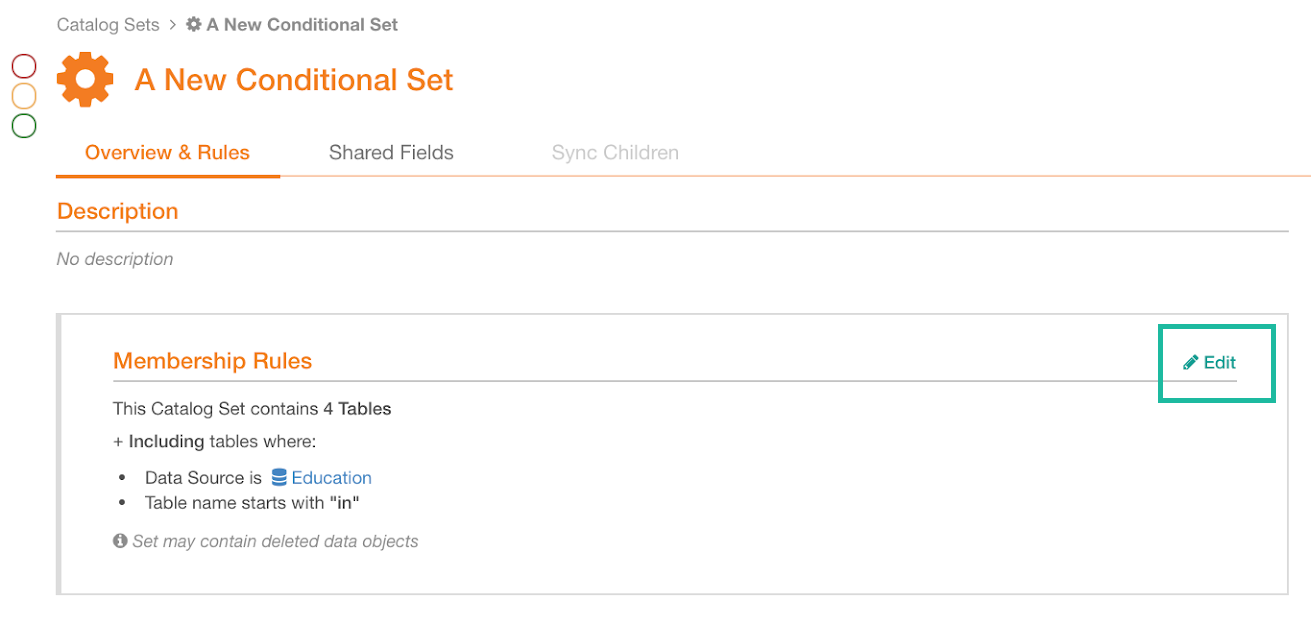 Catalog Sets > A New Conditional Set
A New Conditional Set
Overview & Rules Shared Fields Sync Children
Description
No description
Membership Rules Edit
This Catalog Set contains 4 Tables
+ Including tables where:
• Data Source is Education
• Table name starts with "in"
Set may contain deleted data objects